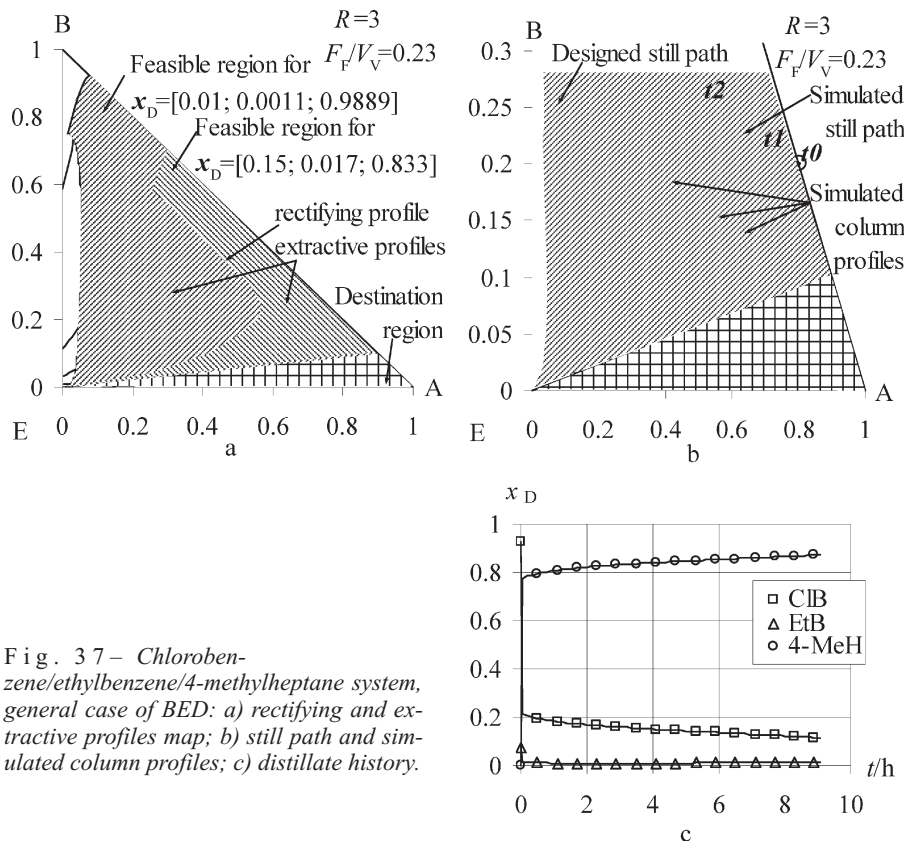 B
R=3
F_F/V_V=0.23
1
0.8
0.6
0.4
0.2
0
Feasible region for
x_D=[0.01; 0.0011; 0.9889]
Feasible region for
x_D=[0.15; 0.017; 0.833]
rectifying profile
extractive profiles
Destination
region
A
E
0 0.2 0.4 0.6 0.8 1
a
B
R=3
F_F/V_V=0.23
0.3
0.25
0.2
0.15
0.1
0.05
0
Designed still path
t2
Simulated
still path
t1
t0
Simulated
column
profiles
A
E
0 0.2 0.4 0.6 0.8 1
b
x_D
1
0.8
0.6
0.4
0.2
0
ClB
EtB
4-MeH
t/h
0 2 4 6 8 10
c
Fig. 37– Chloroben-
zene/ethylbenzene/4-methylheptane system,
general case of BED: a) rectifying and ex-
tractive profiles map; b) still path and sim-
ulated column profiles; c) distillate history.